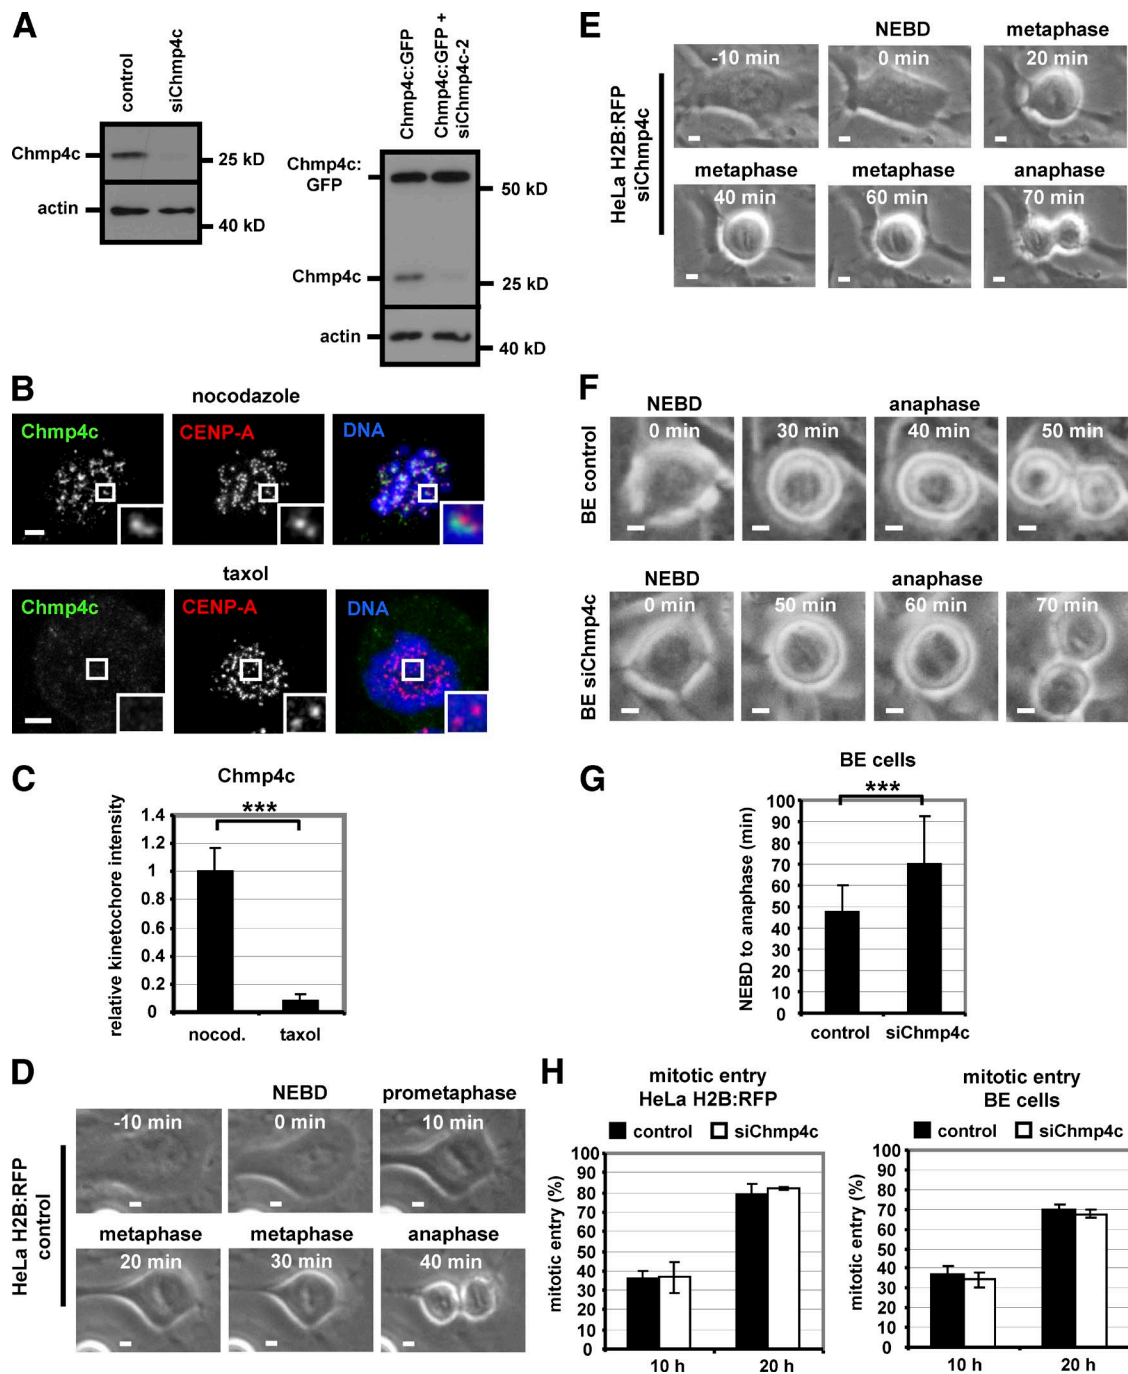 A
control
siChmp4c
Chmp4c
25 kD
actin
40 kD
Chmp4c:GFP
Chmp4c:GFP +
siChmp4c-2
Chmp4c:
GFP
50 kD
Chmp4c
25 kD
actin
40 kD
B
nocodazole
Chmp4c
CENP-A
DNA
taxol
Chmp4c
CENP-A
DNA
C
Chmp4c
***
relative kinetochore intensity
1.4
1.2
1
0.8
0.6
0.4
0.2
0
nocod.
taxol
D
HeLa H2B:RFP
control
NEBD
prometaphase
-10 min
0 min
10 min
metaphase
metaphase
anaphase
20 min
30 min
40 min
E
HeLa H2B:RFP
siChmp4c
NEBD
metaphase
-10 min
0 min
20 min
metaphase
metaphase
anaphase
40 min
60 min
70 min
F
BE control
NEBD
anaphase
0 min
30 min
40 min
50 min
BE siChmp4c
NEBD
anaphase
0 min
50 min
60 min
70 min
G
BE cells
***
NEBD to anaphase (min)
100
90
80
70
60
50
40
30
20
10
0
control
siChmp4c
H
mitotic entry
HeLa H2B:RFP
control
siChmp4c
mitotic entry (%)
100
90
80
70
60
50
40
30
20
10
0
10 h
20 h
mitotic entry
BE cells
control
siChmp4c
mitotic entry (%)
100
90
80
70
60
50
40
30
20
10
0
10 h
20 h